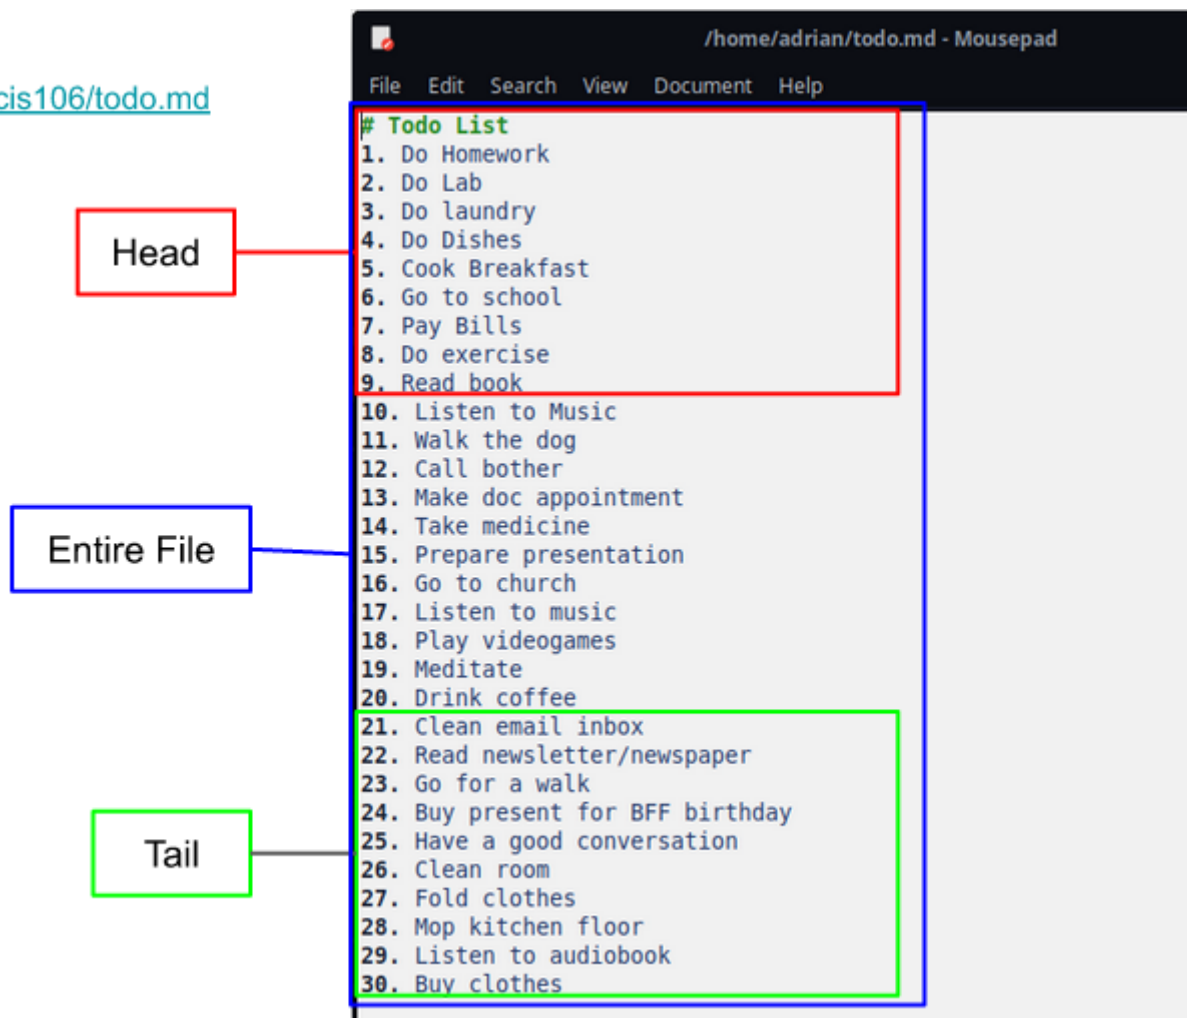 /home/adrian/todo.md - Mousepad
File Edit Search View Document Help
cis106/todo.md
# Todo List
1. Do Homework
2. Do Lab
3. Do laundry
4. Do Dishes
5. Cook Breakfast
6. Go to school
7. Pay Bills
8. Do exercise
9. Read book
10. Listen to Music
11. Walk the dog
12. Call bother
13. Make doc appointment
14. Take medicine
15. Prepare presentation
16. Go to church
17. Listen to music
18. Play videogames
19. Meditate
20. Drink coffee
21. Clean email inbox
22. Read newsletter/newspaper
23. Go for a walk
24. Buy present for BFF birthday
25. Have a good conversation
26. Clean room
27. Fold clothes
28. Mop kitchen floor
29. Listen to audiobook
30. Buy clothes
Head
Entire File
Tail